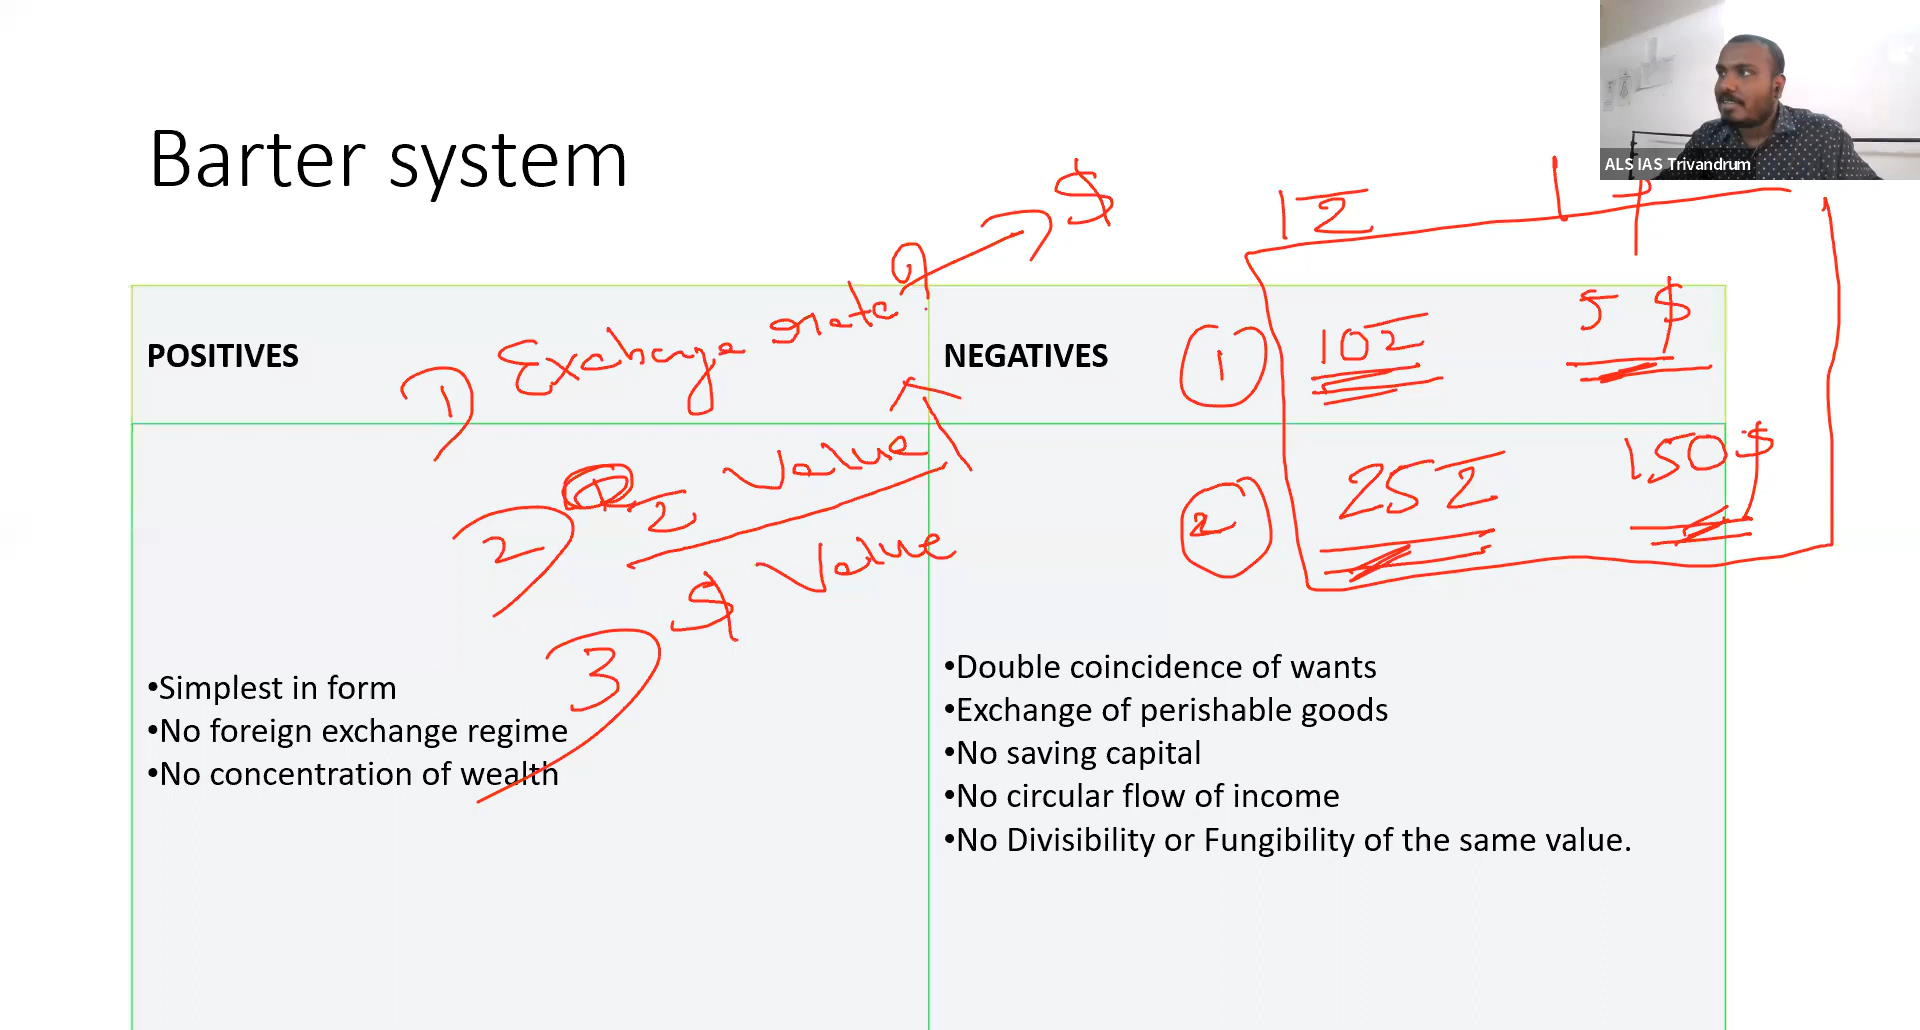 ALS IAS Trivandrum
Barter system
$
1 ₹
1 $
POSITIVES
1) Exchange rate?
NEGATIVES
1
10 ₹
5 $
2) ₹ Value
$ Value
2
25 ₹
150 $
3)
•Simplest in form
•No foreign exchange regime
•No concentration of wealth
•Double coincidence of wants
•Exchange of perishable goods
•No saving capital
•No circular flow of income
•No Divisibility or Fungibility of the same value.